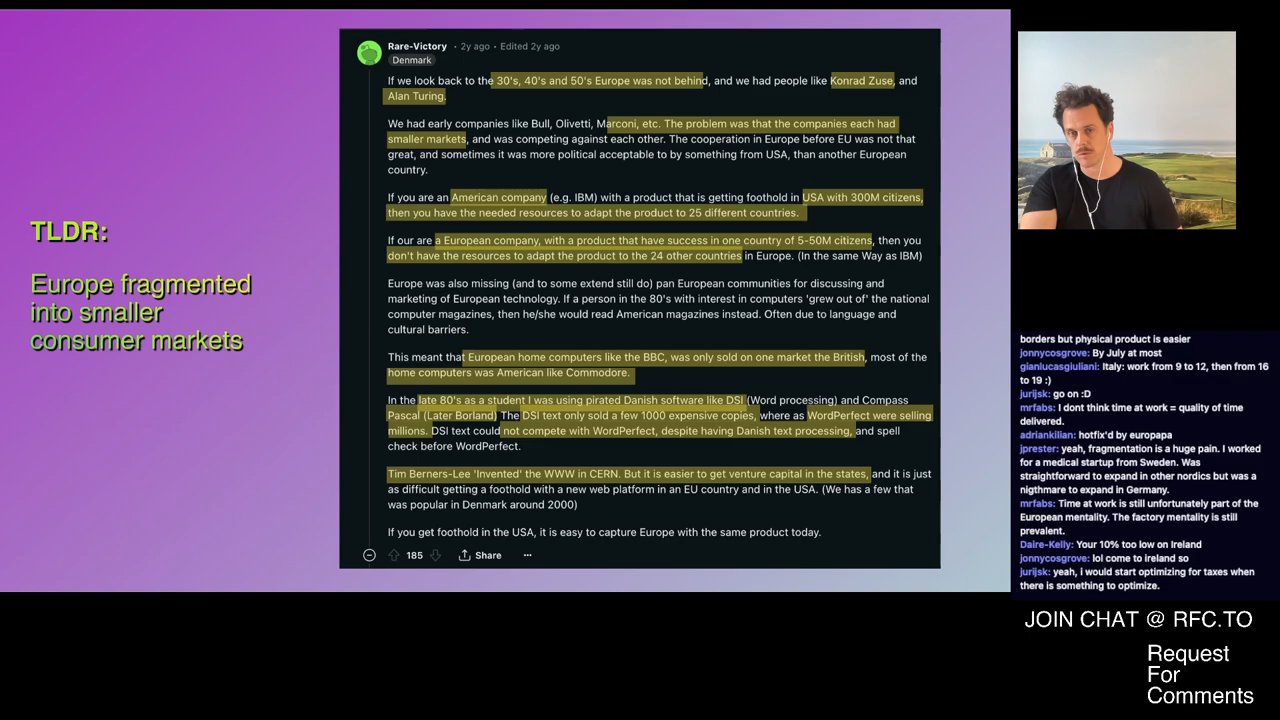 TLDR:
Europe fragmented
into smaller
consumer markets
Rare-Victory • 2y ago • Edited 2y ago
Denmark
If we look back to the 30's, 40's and 50's Europe was not behind, and we had people like Konrad Zuse, and
Alan Turing.
We had early companies like Bull, Olivetti, Marconi, etc. The problem was that the companies each had
smaller markets, and was competing against each other. The cooperation in Europe before EU was not that
great, and sometimes it was more political acceptable to by something from USA, than another European
country.
If you are an American company (e.g. IBM) with a product that is getting foothold in USA with 300M citizens,
then you have the needed resources to adapt the product to 25 different countries.
If our are a European company, with a product that have success in one country of 5-50M citizens, then you
don't have the resources to adapt the product to the 24 other countries in Europe. (In the same Way as IBM)
Europe was also missing (and to some extend still do) pan European communities for discussing and
marketing of European technology. If a person in the 80's with interest in computers 'grew out of' the national
computer magazines, then he/she would read American magazines instead. Often due to language and
cultural barriers.
This meant that European home computers like the BBC, was only sold on one market the British, most of the
home computers was American like Commodore.
In the late 80's as a student I was using pirated Danish software like DSI (Word processing) and Compass
Pascal (Later Borland) The DSI text only sold a few 1000 expensive copies, where as WordPerfect were selling
millions. DSI text could not compete with WordPerfect, despite having Danish text processing, and spell
check before WordPerfect.
Tim Berners-Lee 'Invented' the WWW in CERN. But it is easier to get venture capital in the states, and it is just
as difficult getting a foothold with a new web platform in an EU country and in the USA. (We has a few that
was popular in Denmark around 2000)
If you get foothold in the USA, it is easy to capture Europe with the same product today.
185 Share
borders but physical product is easier
jonnycosgrove: By July at most
gianlucasgiuliani: Italy: work from 9 to 12, then from 16
to 19 :)
jurijsk: go on :D
mrfabs: I dont think time at work = quality of time
delivered.
adriankilian: hotfix'd by europapa
jprester: yeah, fragmentation is a huge pain. I worked
for a medical startup from Sweden. Was
straightforward to expand in other nordics but was a
nigthmare to expand in Germany.
mrfabs: Time at work is still unfortunately part of the
European mentality. The factory mentality is still
prevalent.
Daire-Kelly: Your 10% too low on Ireland
jonnycosgrove: lol come to ireland so
jurijsk: yeah, i would start optimizing for taxes when
there is something to optimize.
JOIN CHAT @ RFC.TO
Request
For
Comments